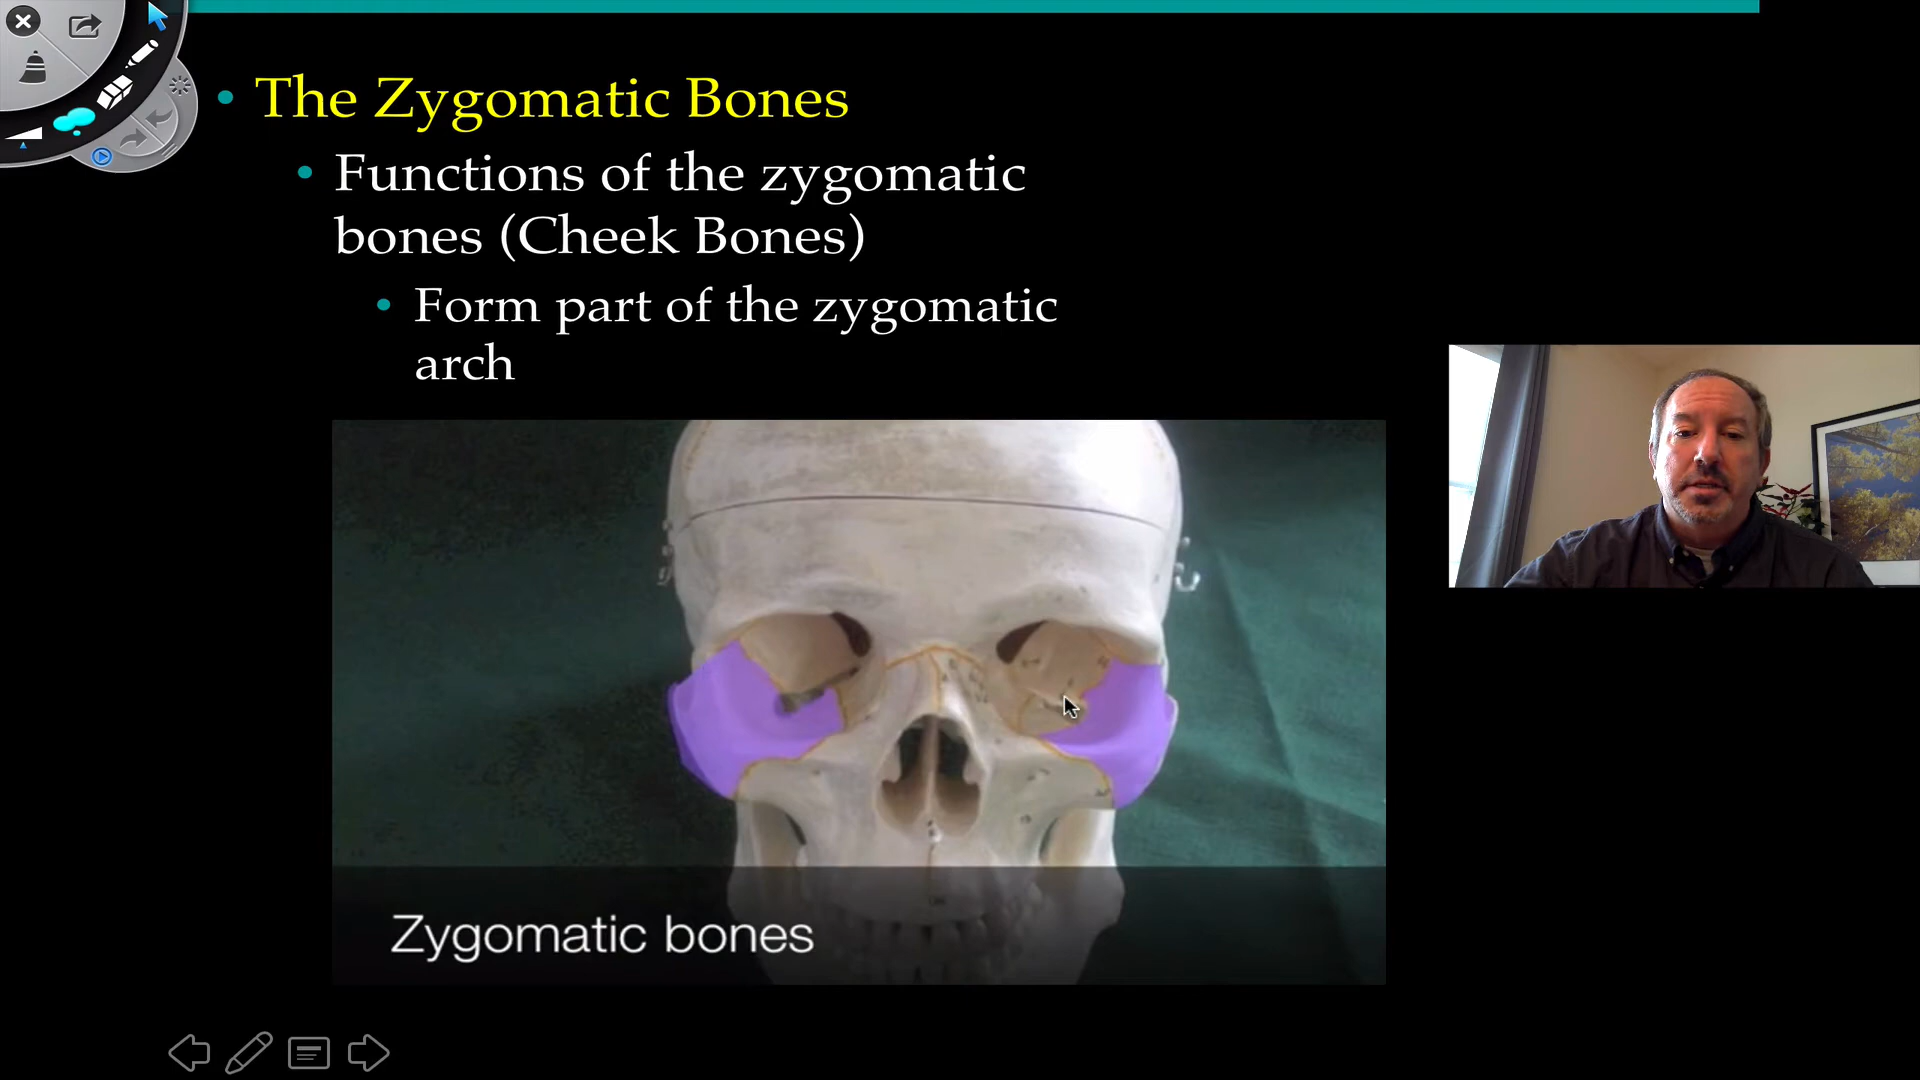 The Zygomatic Bones
Functions of the zygomatic
bones (Cheek Bones)
Form part of the zygomatic
arch
Zygomatic bones